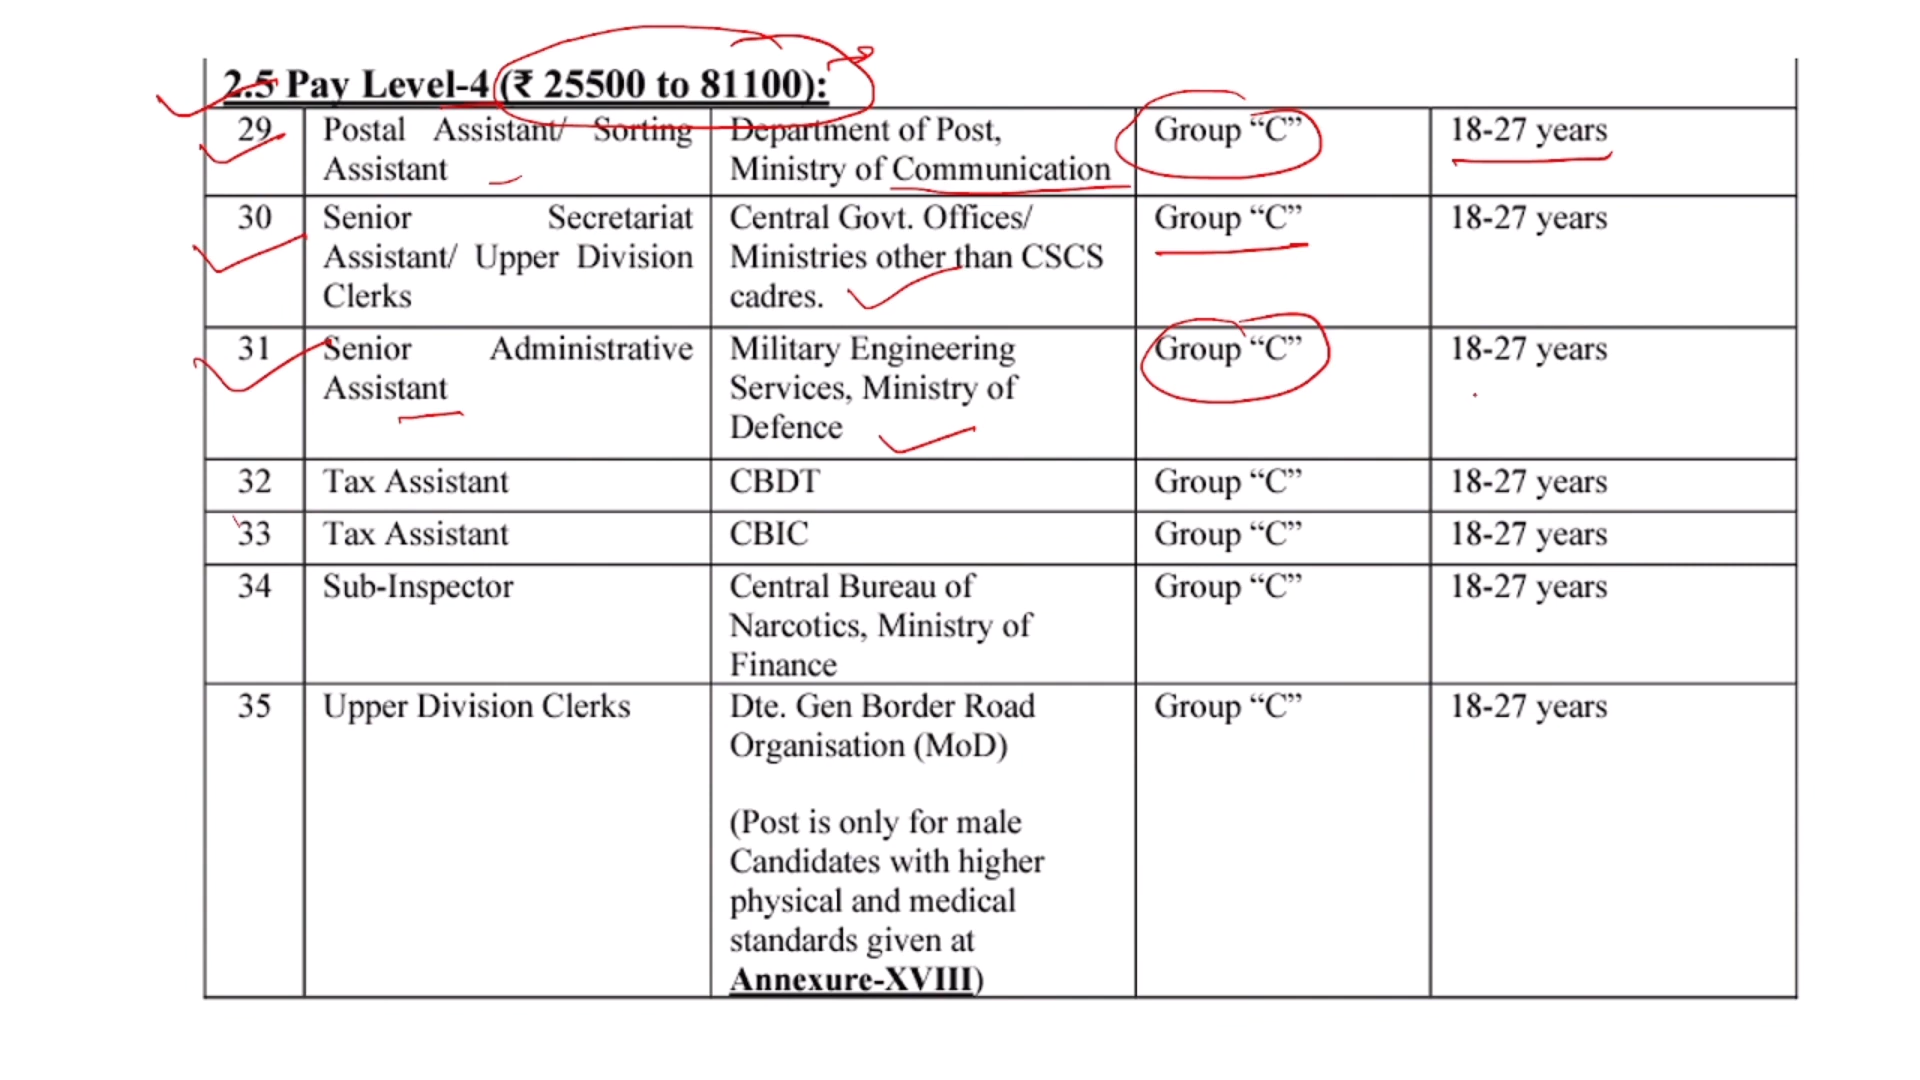 2.5 Pay Level-4 (₹ 25500 to 81100):
29 Postal Assistant/ Sorting Department of Post, Group “C” 18-27 years
Assistant Ministry of Communication
30 Senior Secretariat Central Govt. Offices/ Group “C” 18-27 years
Assistant/ Upper Division Ministries other than CSCS
Clerks cadres.
31 Senior Administrative Military Engineering Group “C” 18-27 years
Assistant Services, Ministry of
Defence
32 Tax Assistant CBDT Group “C” 18-27 years
33 Tax Assistant CBIC Group “C” 18-27 years
34 Sub-Inspector Central Bureau of Group “C” 18-27 years
Narcotics, Ministry of
Finance
35 Upper Division Clerks Dte. Gen Border Road Group “C” 18-27 years
Organisation (MoD)
(Post is only for male
Candidates with higher
physical and medical
standards given at
Annexure-XVIII)